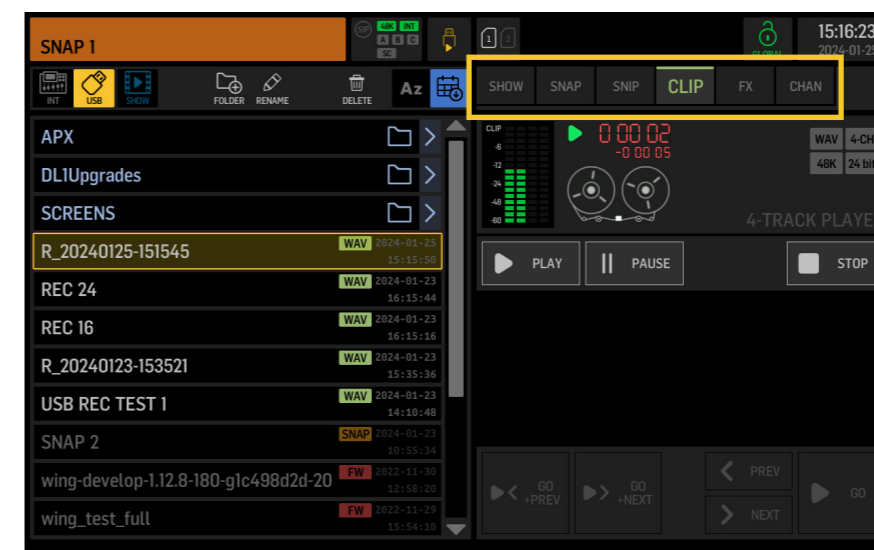 SNAP 1
SIP 48K INT
A B C
SC
1 2
GLOBAL
15:16:23
2024-01-25
INT USB SHOW FOLDER RENAME DELETE Az
SHOW SNAP SNIP CLIP FX CHAN
APX
DL1Upgrades
SCREENS
R_20240125-151545 WAV 2024-01-25
15:15:50
REC 24 WAV 2024-01-23
16:15:44
REC 16 WAV 2024-01-23
16:15:16
R_20240123-153521 WAV 2024-01-23
15:35:36
USB REC TEST 1 WAV 2024-01-23
14:10:48
SNAP 2 SNAP 2024-01-23
10:55:34
wing-develop-1.12.8-180-g1c498d2d-20 FW 2022-11-30
12:58:20
wing_test_full FW 2022-11-29
15:54:10
CLIP
-6
-12
-24
-48
-60
0 00 02
-0 00 05
WAV 4-CH
48K 24 bit
4-TRACK PLAYE
PLAY PAUSE STOP
GO
+PREV
GO
+NEXT
PREV
NEXT
GO